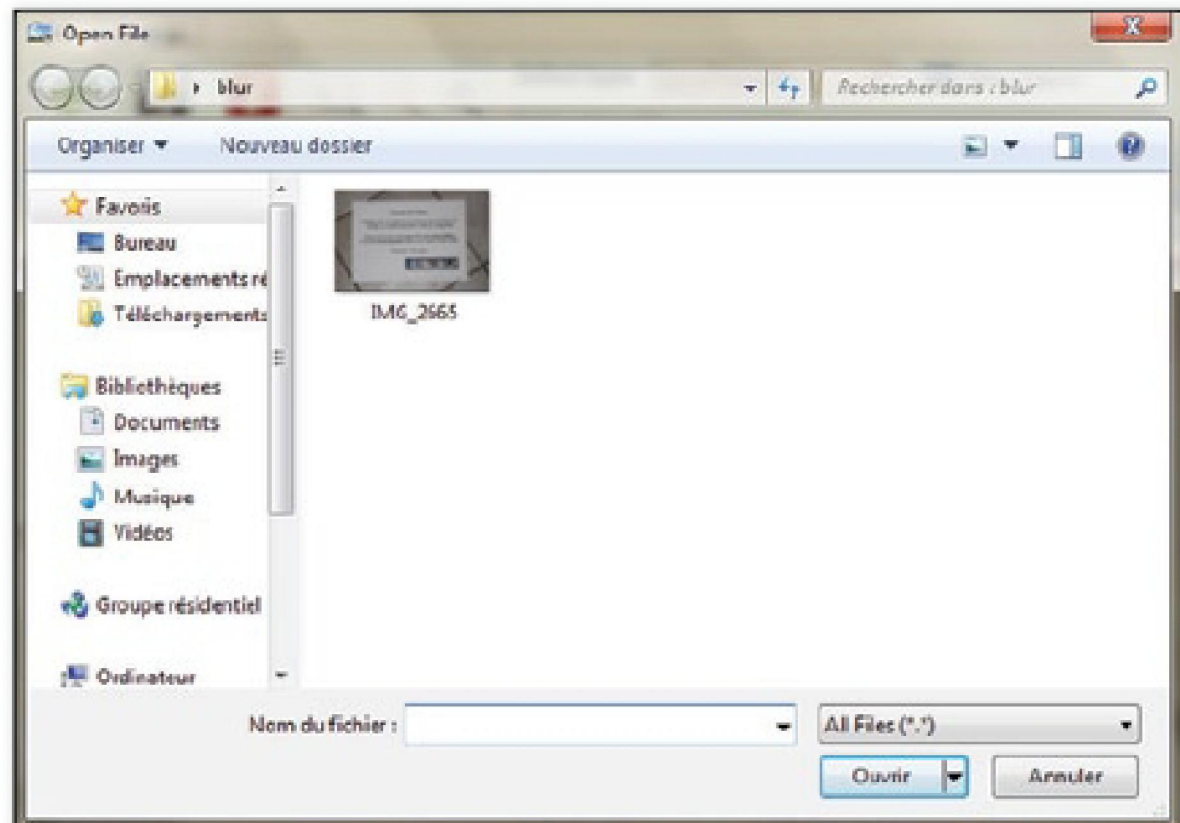 Open File
blur
Rechercher dans : blur
Organiser
Nouveau dossier
Favoris
Bureau
Emplacements ré
Téléchargements
Bibliothèques
Documents
Images
Musique
Vidéos
Groupe résidentiel
Ordinateur
IMG_2665
Nom du fichier :
All Files (*.*)
Ouvrir
Annuler